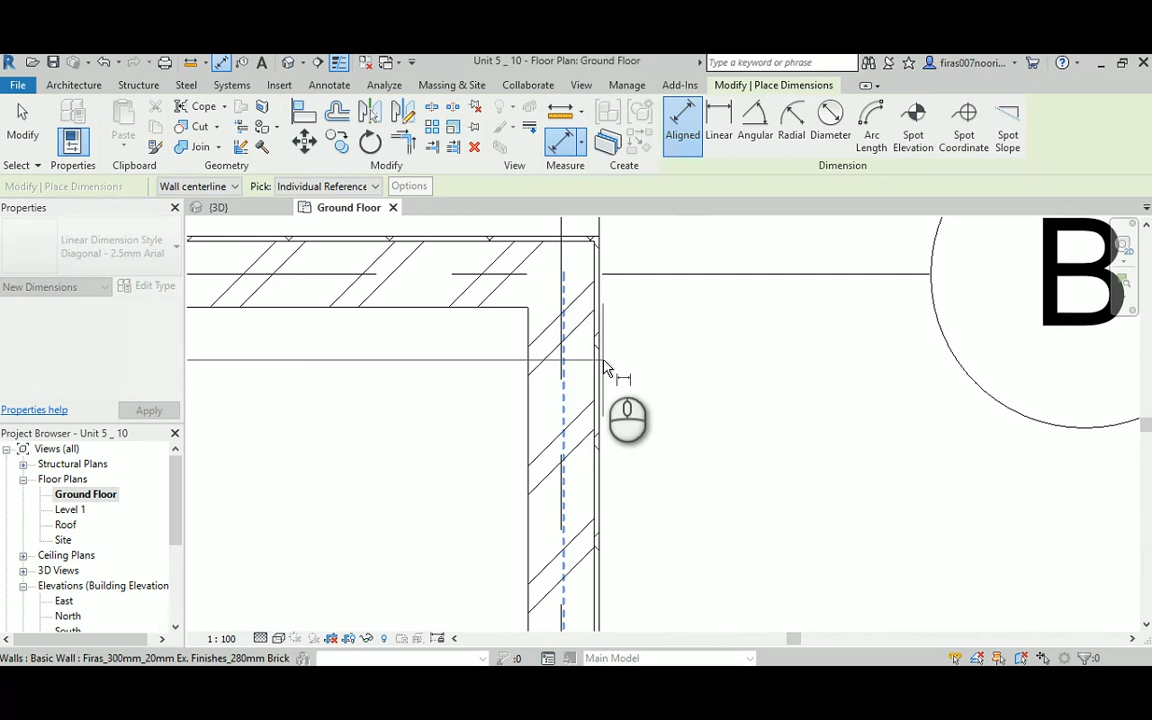 Unit 5 _ 10 - Floor Plan: Ground Floor
Type a keyword or phrase
firas007noori...
File Architecture Structure Steel Systems Insert Annotate Analyze Massing & Site Collaborate View Manage Add-Ins Modify | Place Dimensions
Modify Paste Cope Cut Join Aligned Linear Angular Radial Diameter Arc Length Spot Elevation Spot Coordinate Spot Slope
Select Properties Clipboard Geometry Modify View Measure Create Dimension
Modify | Place Dimensions Wall centerline Pick: Individual Reference Options
Properties
{3D}
Ground Floor
Linear Dimension Style
Diagonal - 2.5mm Arial
New Dimensions
Edit Type
B
2D
Properties help
Apply
Project Browser - Unit 5 _ 10
Views (all)
Structural Plans
Floor Plans
Ground Floor
Level 1
Roof
Site
Ceiling Plans
3D Views
Elevations (Building Elevation
East
North
South
1 : 100
Walls : Basic Wall : Firas_300mm_20mm Ex. Finishes_280mm Brick
:0
Main Model
:0